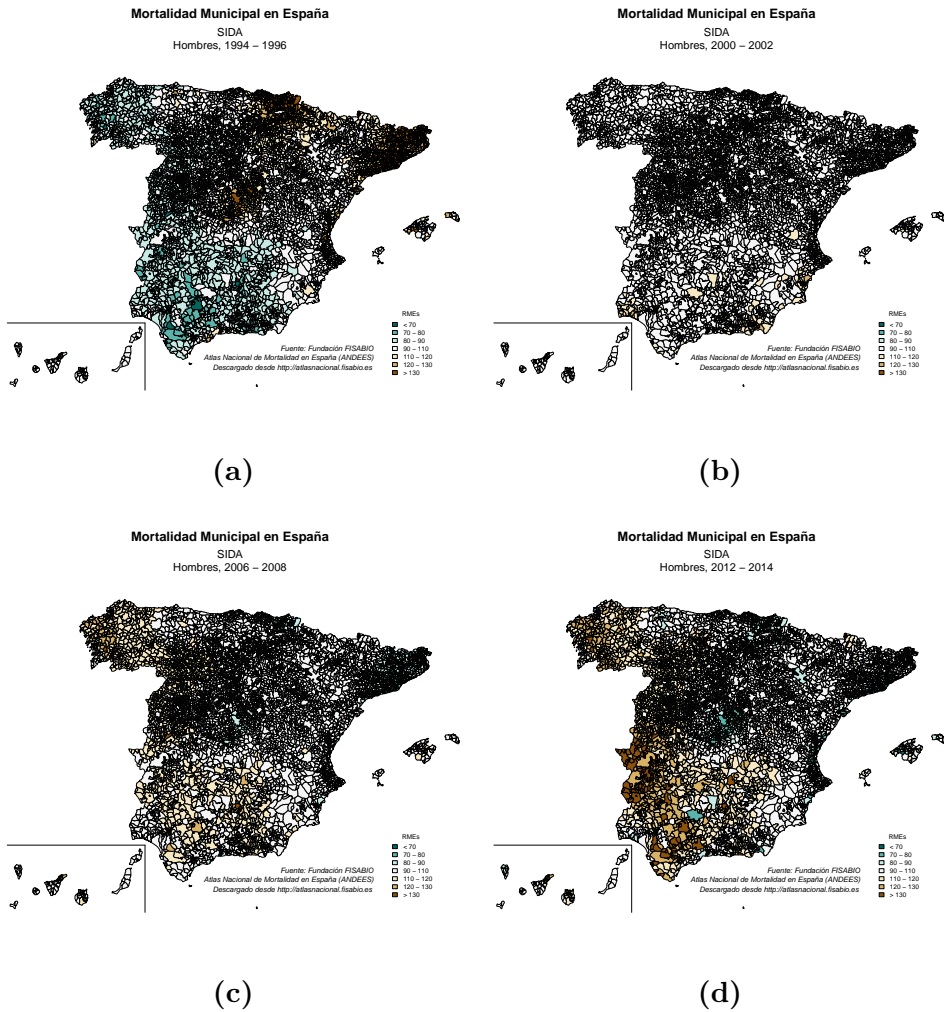 Mortalidad Municipal en España
SIDA
Hombres, 1994 – 1996
RMEs
< 70
70 – 80
80 – 90
90 – 110
110 – 120
120 – 130
> 130
Fuente: Fundación FISABIO
Atlas Nacional de Mortalidad en España (ANDEES)
Descargado desde http://atlasnacional.fisabio.es
(a)
Mortalidad Municipal en España
SIDA
Hombres, 2000 – 2002
RMEs
< 70
70 – 80
80 – 90
90 – 110
110 – 120
120 – 130
> 130
Fuente: Fundación FISABIO
Atlas Nacional de Mortalidad en España (ANDEES)
Descargado desde http://atlasnacional.fisabio.es
(b)
Mortalidad Municipal en España
SIDA
Hombres, 2006 – 2008
RMEs
< 70
70 – 80
80 – 90
90 – 110
110 – 120
120 – 130
> 130
Fuente: Fundación FISABIO
Atlas Nacional de Mortalidad en España (ANDEES)
Descargado desde http://atlasnacional.fisabio.es
(c)
Mortalidad Municipal en España
SIDA
Hombres, 2012 – 2014
RMEs
< 70
70 – 80
80 – 90
90 – 110
110 – 120
120 – 130
> 130
Fuente: Fundación FISABIO
Atlas Nacional de Mortalidad en España (ANDEES)
Descargado desde http://atlasnacional.fisabio.es
(d)